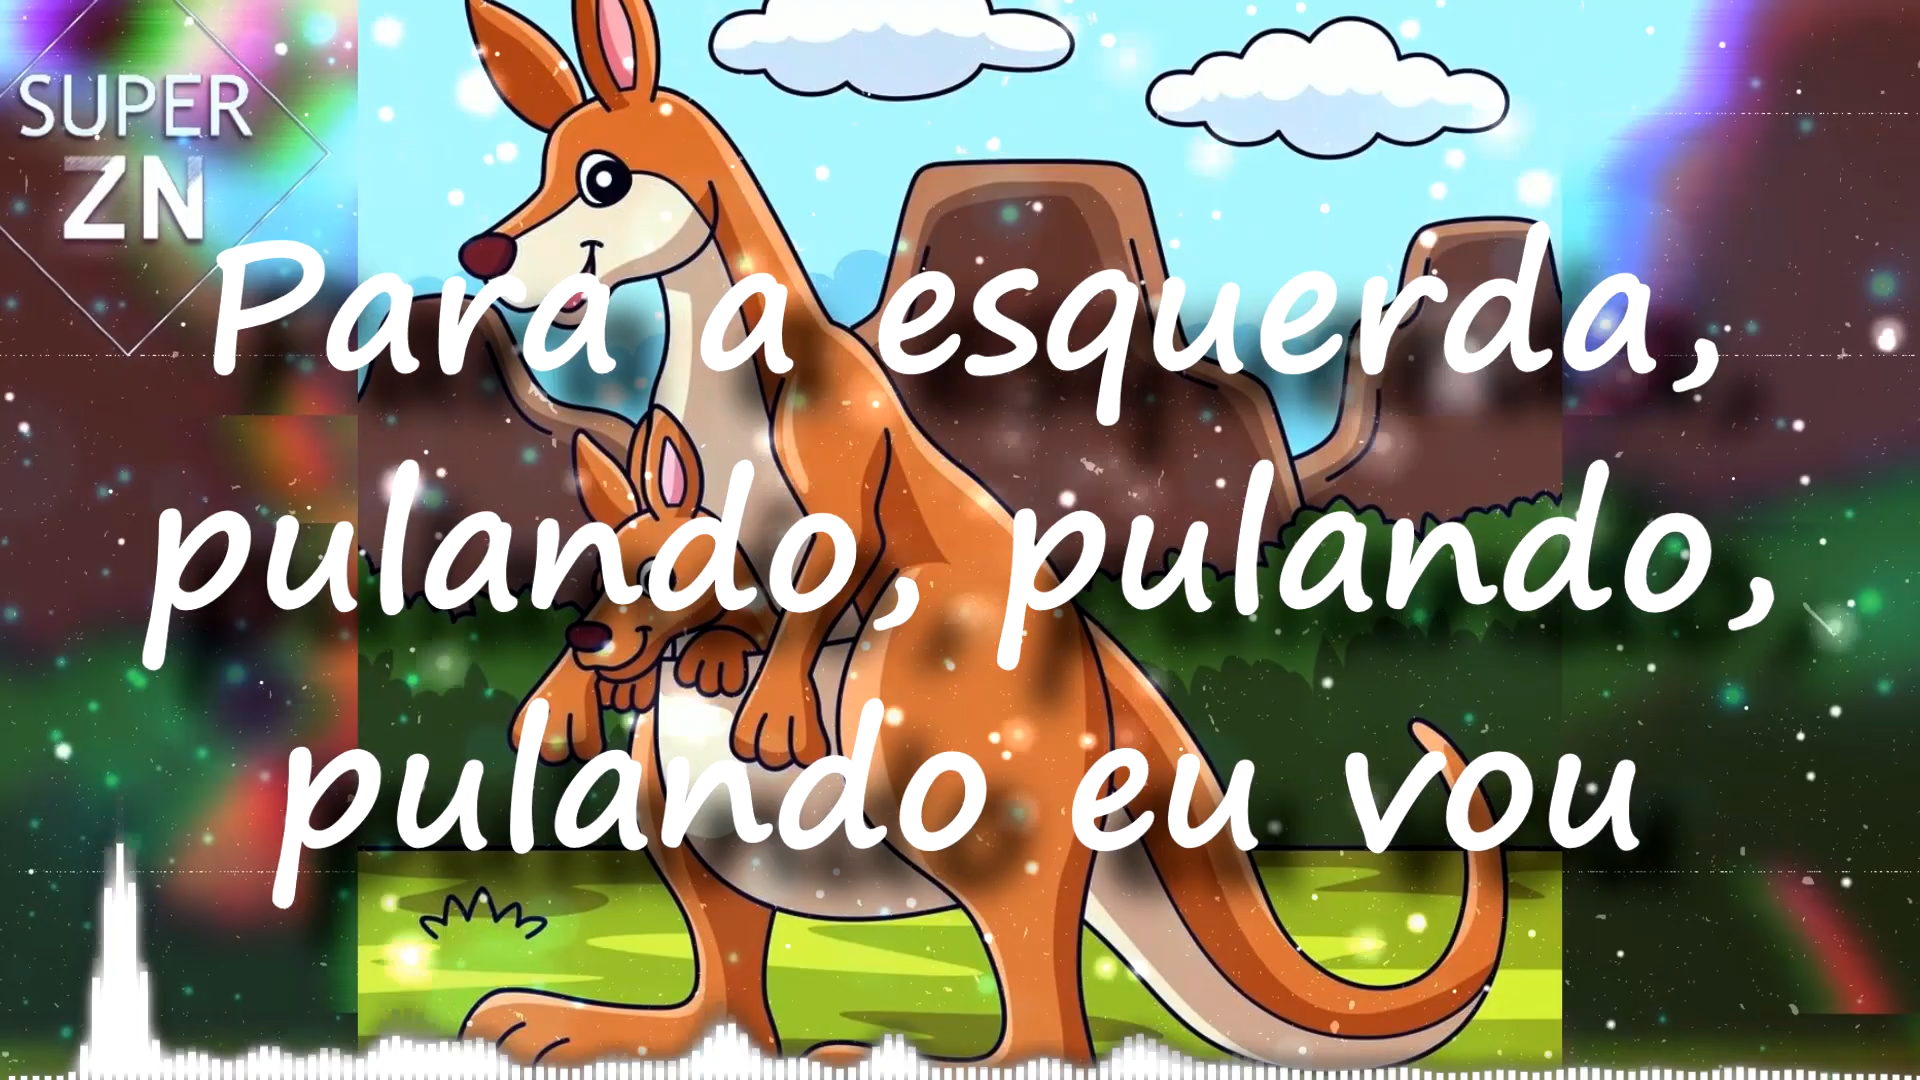 SUPER
ZN
Para a esquerda,
pulando, pulando,
pulando eu vou